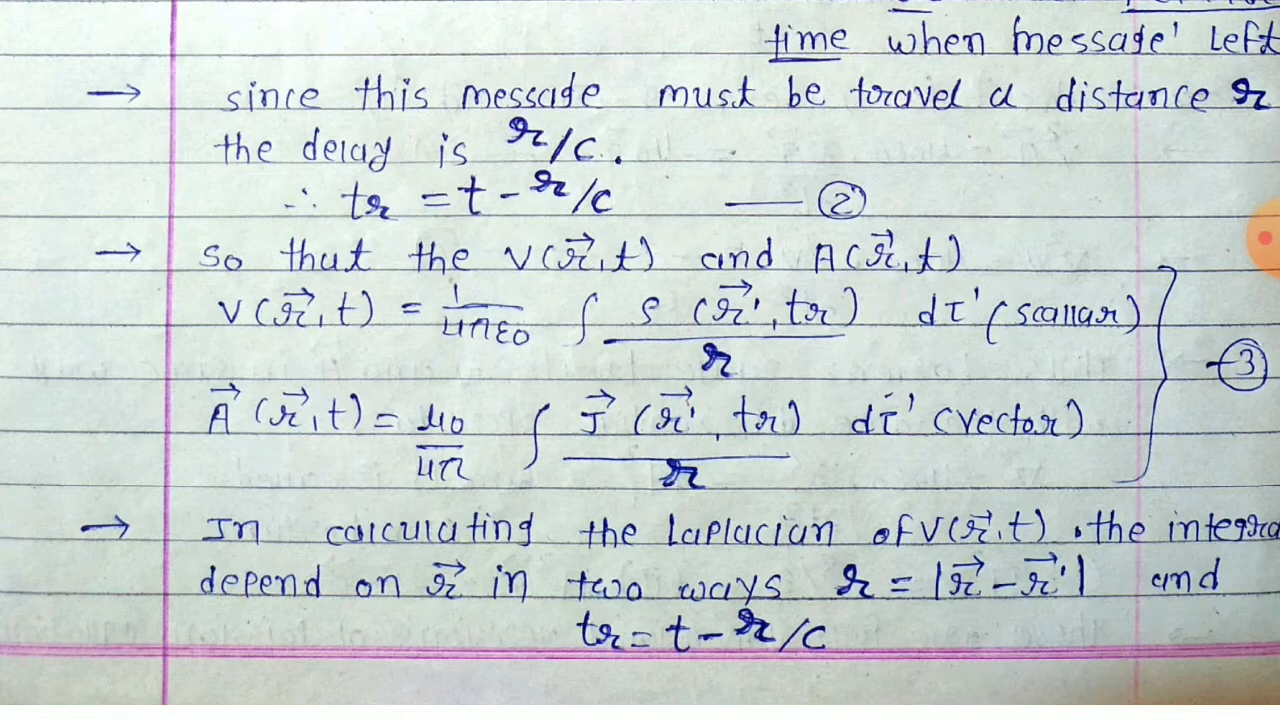 time when message' Left
→ since this message must be travel a distance r
the delay is r/c.
∴ tr = t - r/c — ②
→ so that the V(r⃗,t) and A(r⃗,t)
V(r⃗,t) = 1/4πε0 ∫ ρ(r⃗', tr)/r dτ' (scallar)
A⃗(r⃗,t) = μ0/4π ∫ J⃗(r⃗', tr)/r dτ' (vector) } -③
→ In calculating the Laplacian of V(r⃗,t), the integra
depend on r⃗ in two ways r = |r⃗ - r⃗'| and
tr = t - r/c